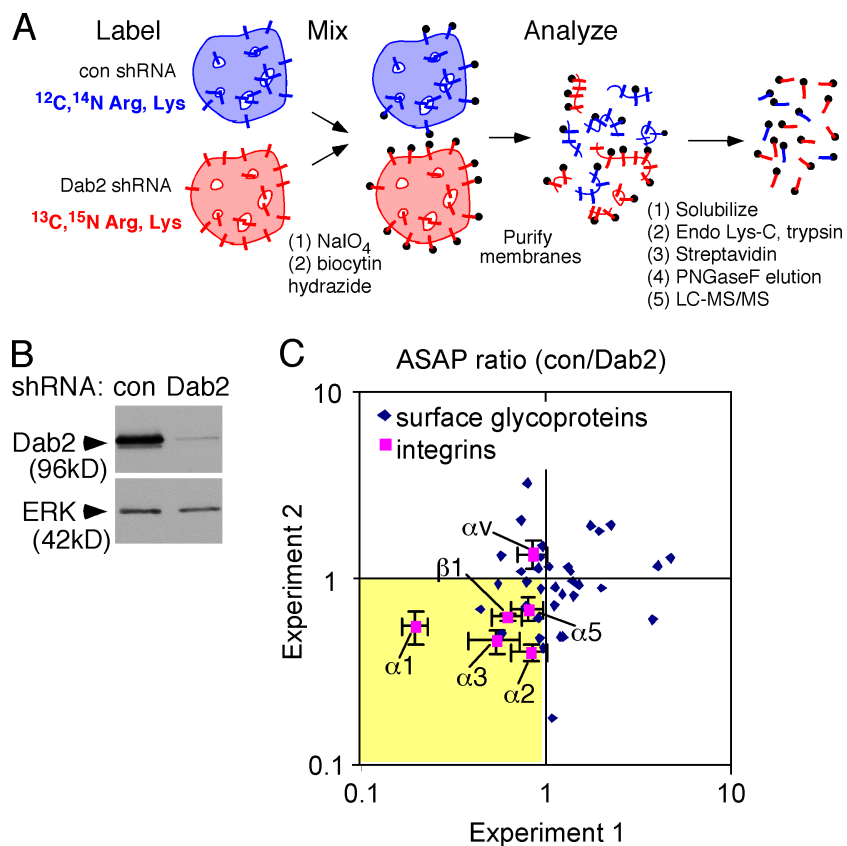 A
Label
Mix
Analyze
con shRNA
¹²C,¹⁴N Arg, Lys
Dab2 shRNA
¹³C,¹⁵N Arg, Lys
(1) NaIO₄
(2) biocytin
hydrazide
Purify
membranes
(1) Solubilize
(2) Endo Lys-C, trypsin
(3) Streptavidin
(4) PNGaseF elution
(5) LC-MS/MS
B
shRNA: con Dab2
Dab2
(96kD)
ERK
(42kD)
C
ASAP ratio (con/Dab2)
10
surface glycoproteins
integrins
αv
β1
1
α5
α1
α3
α2
0.1
0.1
1
10
Experiment 2
Experiment 1